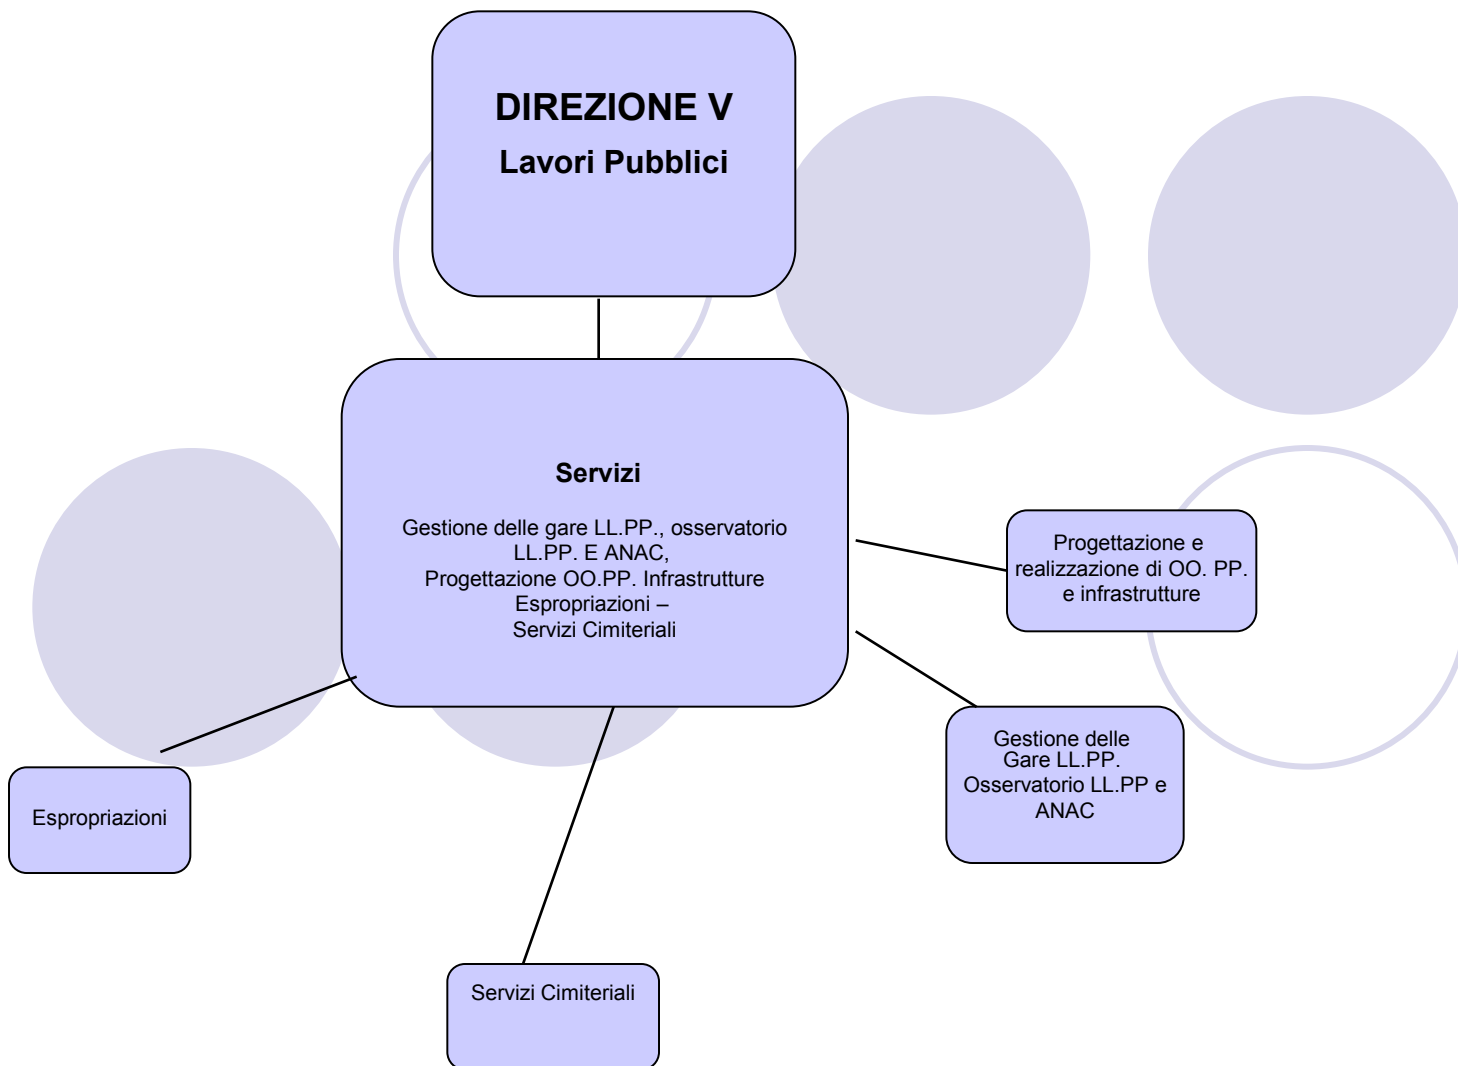 DIREZIONE V
Lavori Pubblici
Servizi
Gestione delle gare LL.PP., osservatorio
LL.PP. E ANAC,
Progettazione OO.PP. Infrastrutture
Espropriazioni –
Servizi Cimiteriali
Progettazione e
realizzazione di OO. PP.
e infrastrutture
Gestione delle
Gare LL.PP.
Osservatorio LL.PP e
ANAC
Espropriazioni
Servizi Cimiteriali